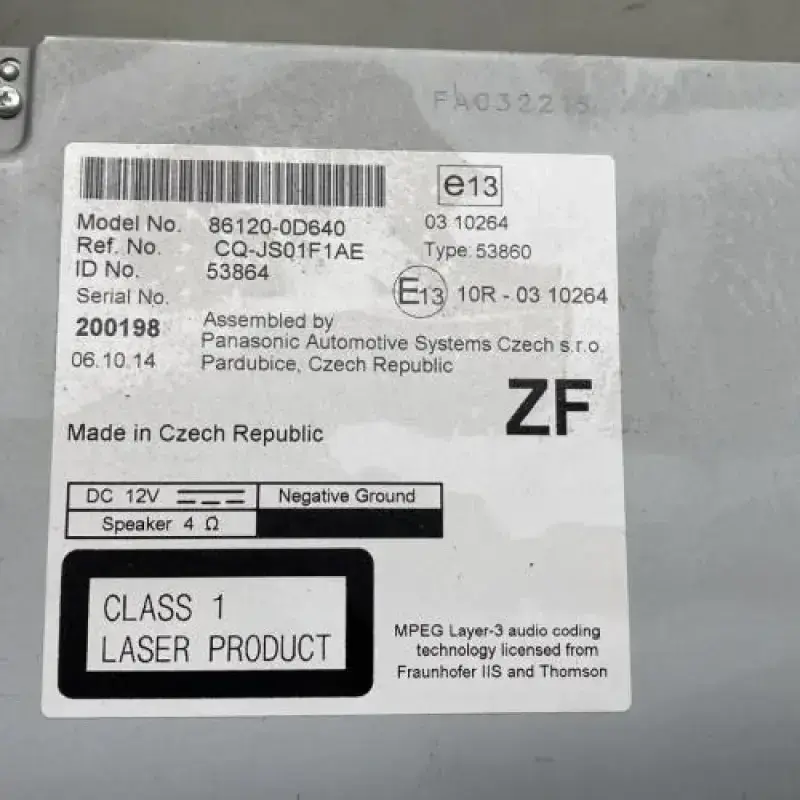 FA032215
e13
Model No. 86120-0D640
03 10264
Ref. No. CQ-JS01F1AE
Type: 53860
ID No. 53864
Serial No.
E13 10R - 03 10264
200198
Assembled by
Panasonic Automotive Systems Czech s.r.o.
06.10.14
Pardubice, Czech Republic
ZF
Made in Czech Republic
DC 12V
Negative Ground
Speaker 4 Ω
CLASS 1
LASER PRODUCT
MPEG Layer-3 audio coding
technology licensed from
Fraunhofer IIS and Thomson